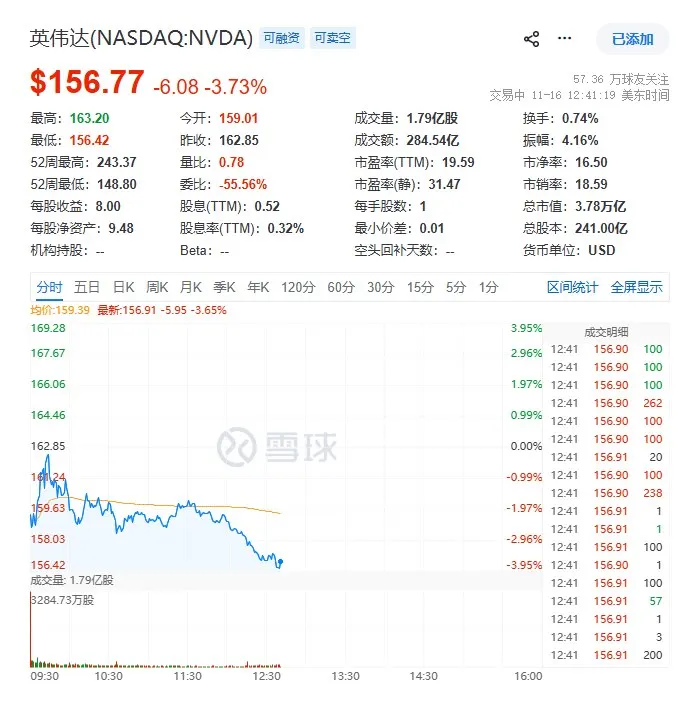 英伟达(NASDAQ:NVDA) 可融资 可卖空 已添加
$156.77 -6.08 -3.73% 57.36 万球友关注
交易中 11-16 12:41:19 美东时间
最高：163.20 今开：159.01 成交量：1.79亿股 换手：0.74%
最低：156.42 昨收：162.85 成交额：284.54亿 振幅：4.16%
52周最高：243.37 量比：0.78 市盈率(TTM)：19.59 市净率：16.50
52周最低：148.80 委比：-55.56% 市盈率(静)：31.47 市销率：18.59
每股收益：8.00 股息(TTM)：0.52 每手股数：1 总市值：3.78万亿
每股净资产：9.48 股息率(TTM)：0.32% 最小价差：0.01 总股本：241.00亿
机构持股：-- Beta：-- 空头回补天数：-- 货币单位：USD
分时 五日 日K 周K 月K 季K 年K 120分 60分 30分 15分 5分 1分 区间统计 全屏显示
均价:159.39 最新:156.91 -5.95 -3.65%
169.28 3.95%
167.67 2.96%
166.06 1.97%
164.46 0.99%
162.85 0.00%
161.24 -0.99%
159.63 -1.97%
158.03 -2.96%
156.42 -3.95%
雪球
成交量: 1.79亿股
3284.73万股
09:30 10:30 11:30 12:30 13:30 14:30 16:00
成交明细
12:41 156.90 100
12:41 156.90 100
12:41 156.90 100
12:41 156.90 262
12:41 156.90 100
12:41 156.90 100
12:41 156.91 20
12:41 156.90 100
12:41 156.90 238
12:41 156.91 1
12:41 156.91 1
12:41 156.91 100
12:41 156.90 1
12:41 156.91 100
12:41 156.91 57
12:41 156.91 1
12:41 156.91 3
12:41 156.91 200